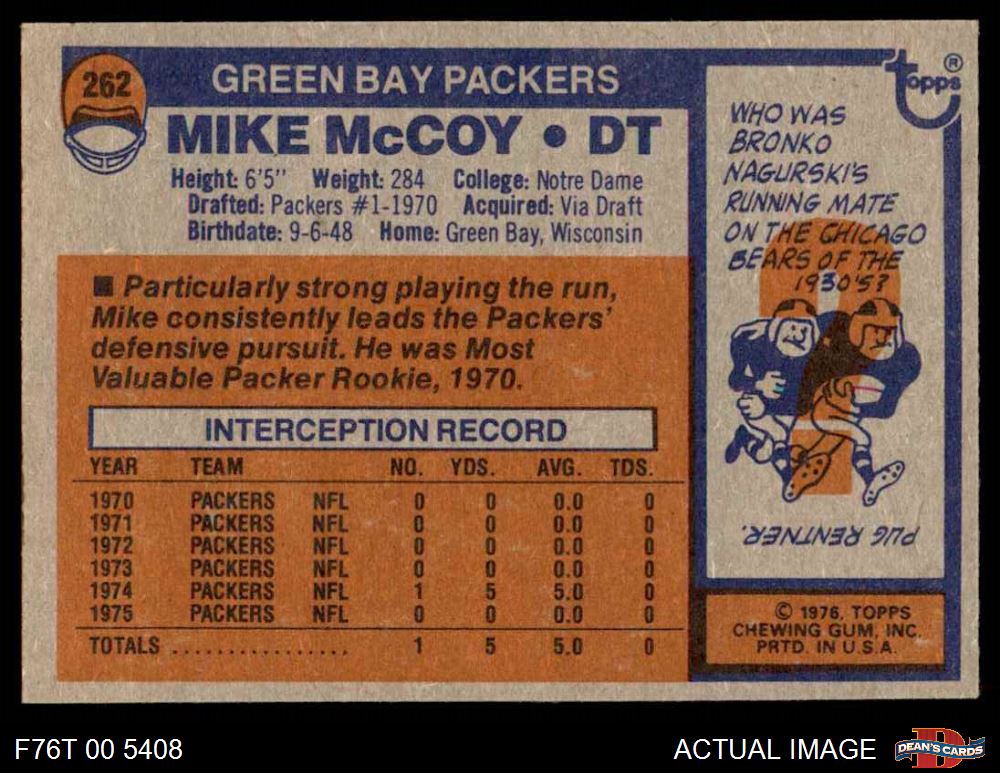 262
GREEN BAY PACKERS
MIKE McCOY • DT
Height: 6'5" Weight: 284 College: Notre Dame
Drafted: Packers #1-1970 Acquired: Via Draft
Birthdate: 9-6-48 Home: Green Bay, Wisconsin
■ Particularly strong playing the run,
Mike consistently leads the Packers'
defensive pursuit. He was Most
Valuable Packer Rookie, 1970.
INTERCEPTION RECORD
YEAR TEAM NO. YDS. AVG. TDS.
1970 PACKERS NFL 0 0 0.0 0
1971 PACKERS NFL 0 0 0.0 0
1972 PACKERS NFL 0 0 0.0 0
1973 PACKERS NFL 0 0 0.0 0
1974 PACKERS NFL 1 5 5.0 0
1975 PACKERS NFL 0 0 0.0 0
TOTALS ................ 1 5 5.0 0
Topps ®
WHO WAS
BRONKO
NAGURSKI'S
RUNNING MATE
ON THE CHICAGO
BEARS OF THE
1930'S?
PUG RENTNER.
© 1976, TOPPS
CHEWING GUM, INC.
PRTD. IN U.S.A.
F76T 00 5408
ACTUAL IMAGE
D
DEAN'S CARDS